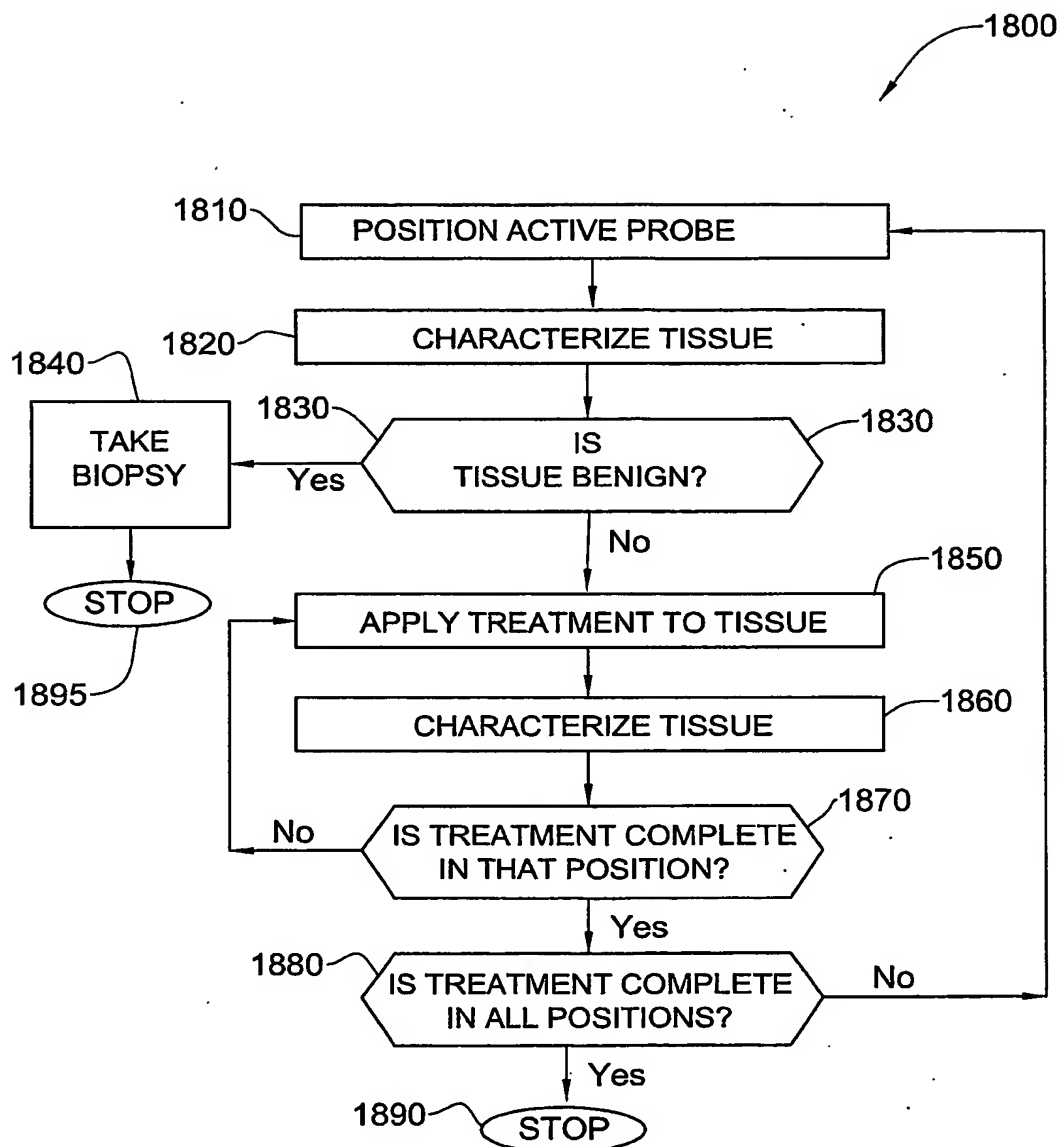 1800
1810
POSITION ACTIVE PROBE
1820
CHARACTERIZE TISSUE
1840
TAKE
BIOPSY
1830
1830
IS
TISSUE BENIGN?
Yes
No
STOP
1895
1850
APPLY TREATMENT TO TISSUE
1860
CHARACTERIZE TISSUE
1870
IS TREATMENT COMPLETE
IN THAT POSITION?
No
Yes
1880
IS TREATMENT COMPLETE
IN ALL POSITIONS?
No
Yes
1890
STOP